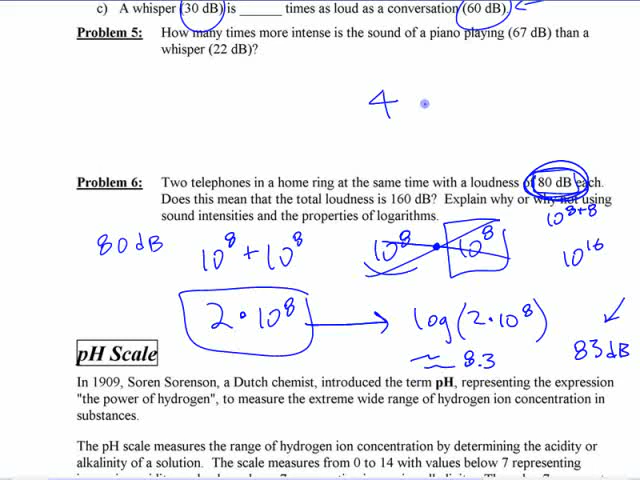 c) A whisper (30 dB) is ______ times as loud as a conversation (60 dB).
Problem 5: How many times more intense is the sound of a piano playing (67 dB) than a
whisper (22 dB)?
4
Problem 6: Two telephones in a home ring at the same time with a loudness of 80 dB each.
Does this mean that the total loudness is 160 dB? Explain why or why not using
sound intensities and the properties of logarithms.
10^8+8
80 dB 10^8 + 10^8 10^8 • 10^8 10^16
2 • 10^8 log(2•10^8)
≈ 8.3 83 dB
pH Scale
In 1909, Soren Sorenson, a Dutch chemist, introduced the term pH, representing the expression
"the power of hydrogen", to measure the extreme wide range of hydrogen ion concentration in
substances.
The pH scale measures the range of hydrogen ion concentration by determining the acidity or
alkalinity of a solution. The scale measures from 0 to 14 with values below 7 representing